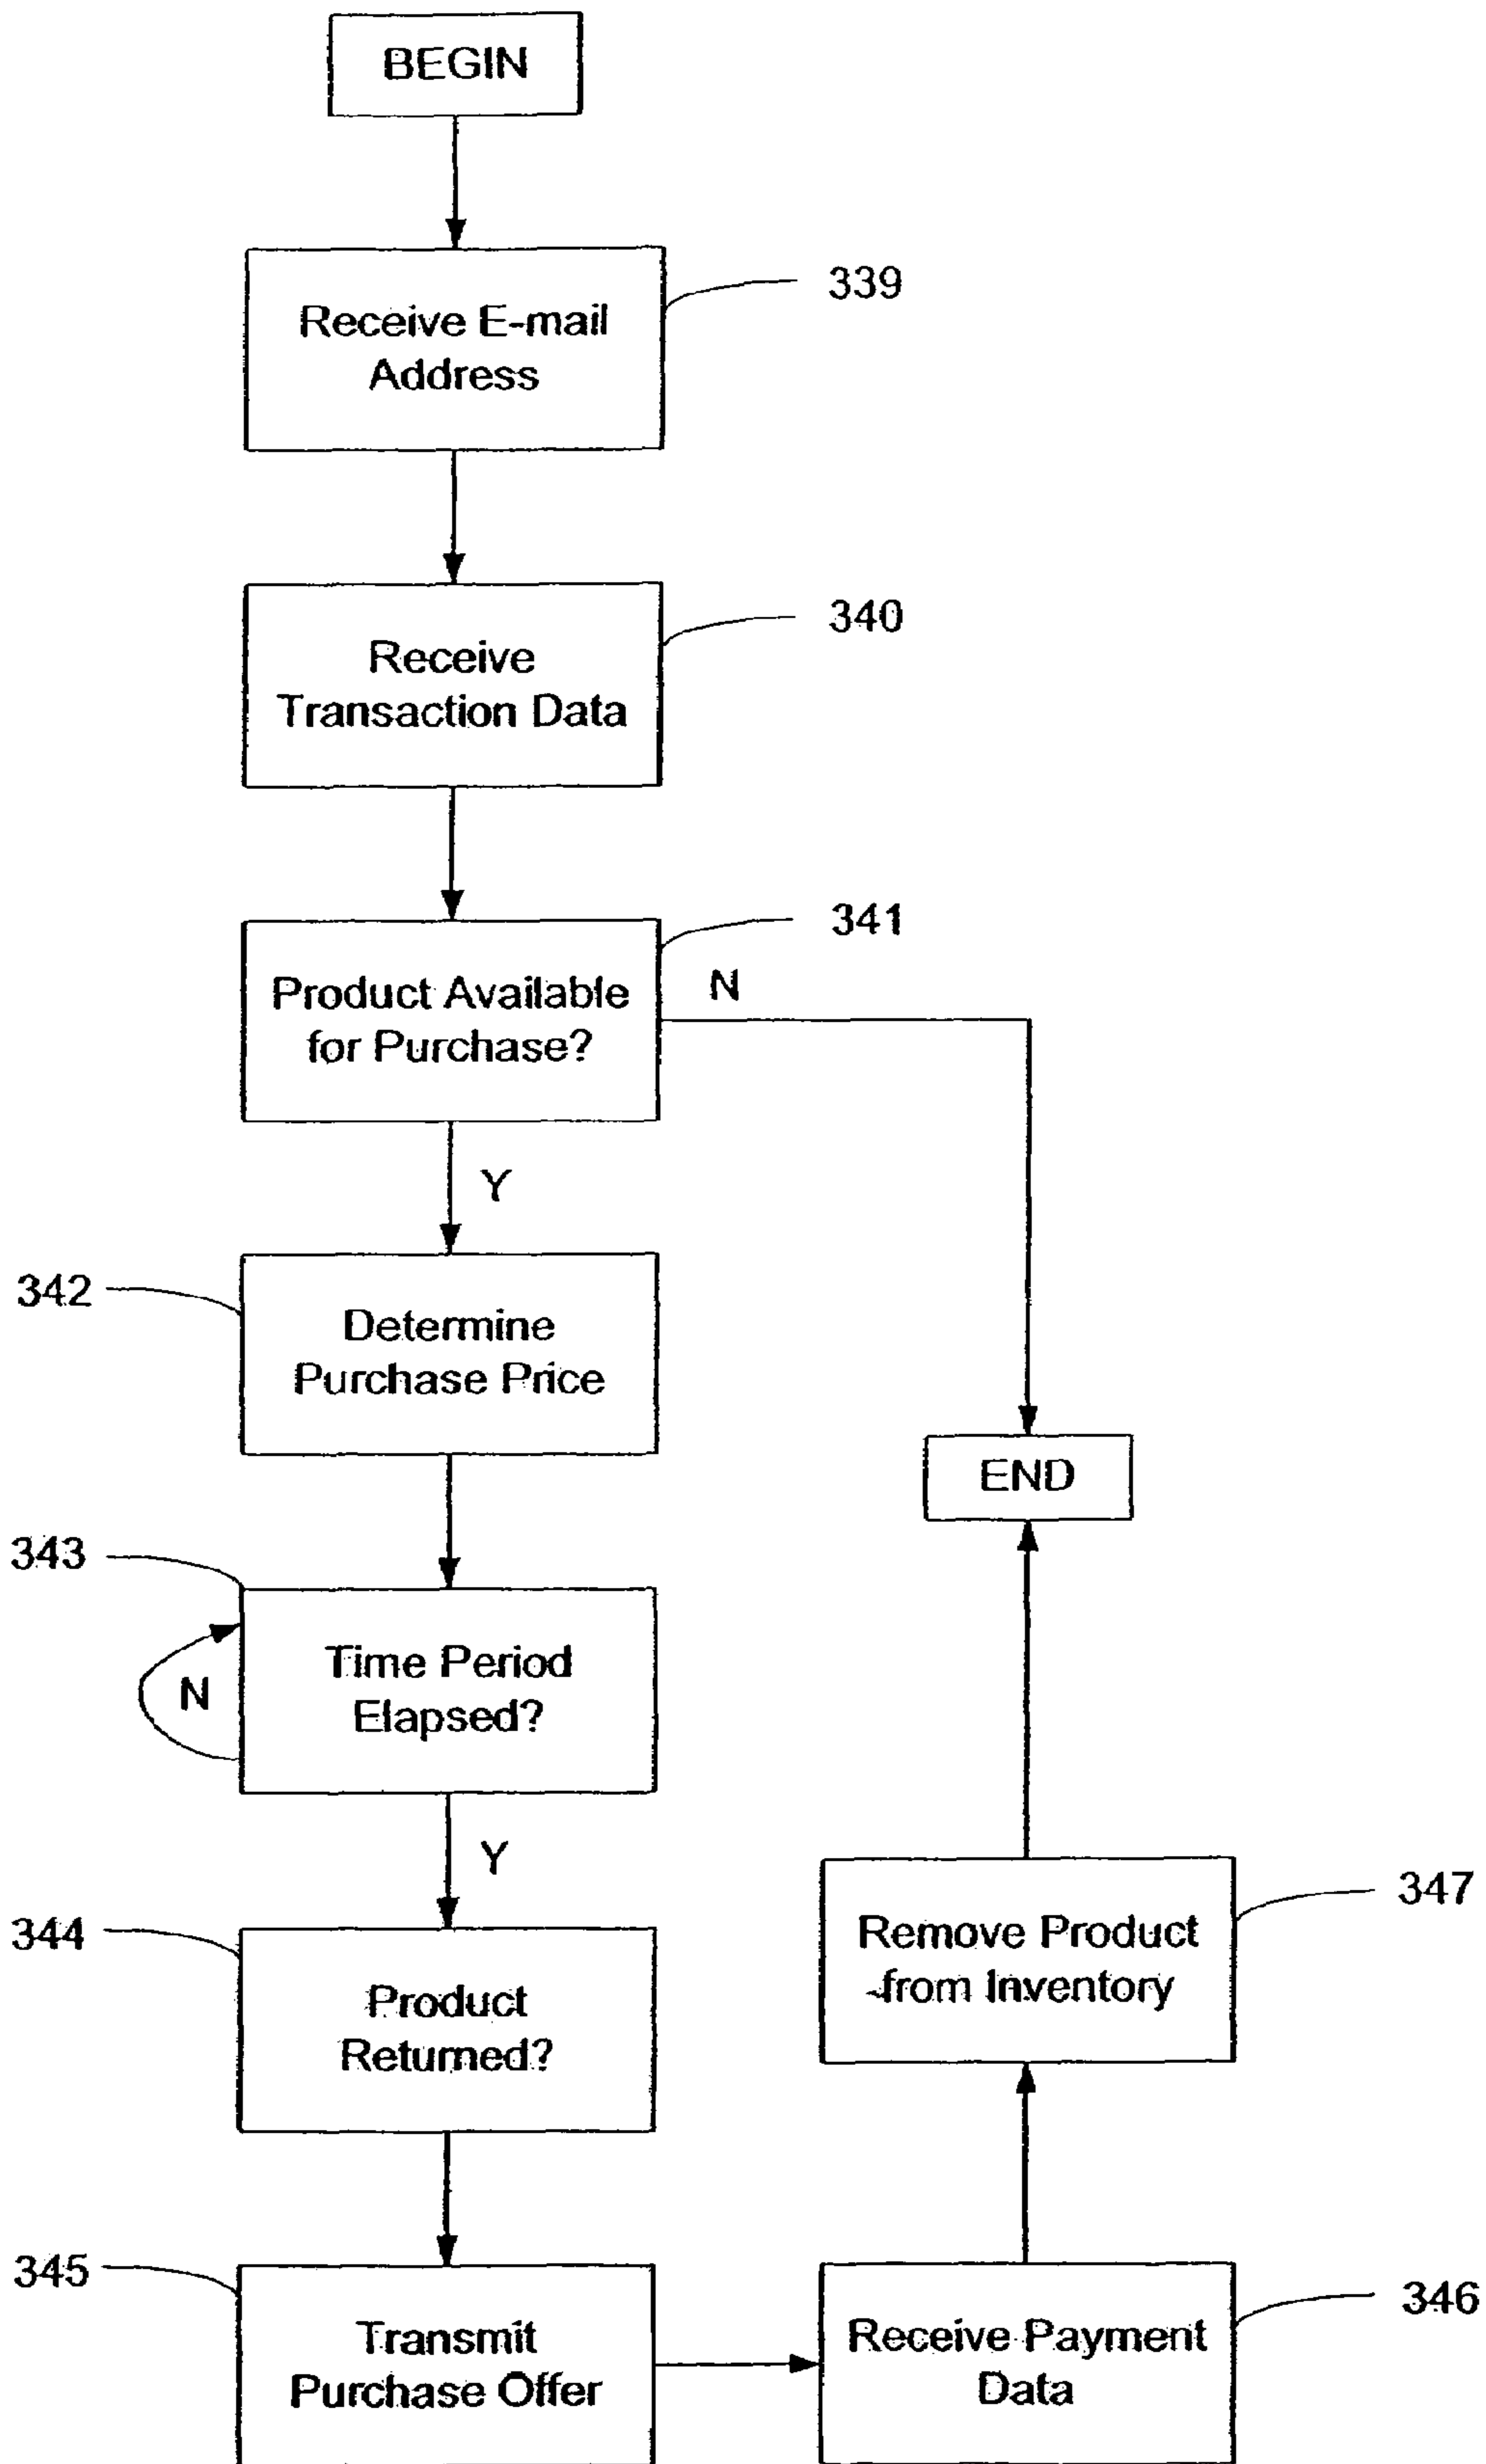 BEGIN
Receive E-mail
Address
339
Receive
Transaction Data
340
Product Available
for Purchase?
341
N
Y
342
Determine
Purchase Price
END
343
N
Time Period
Elapsed?
Y
344
Product
Returned?
Remove Product
from Inventory
347
345
Transmit
Purchase Offer
Receive Payment
Data
346